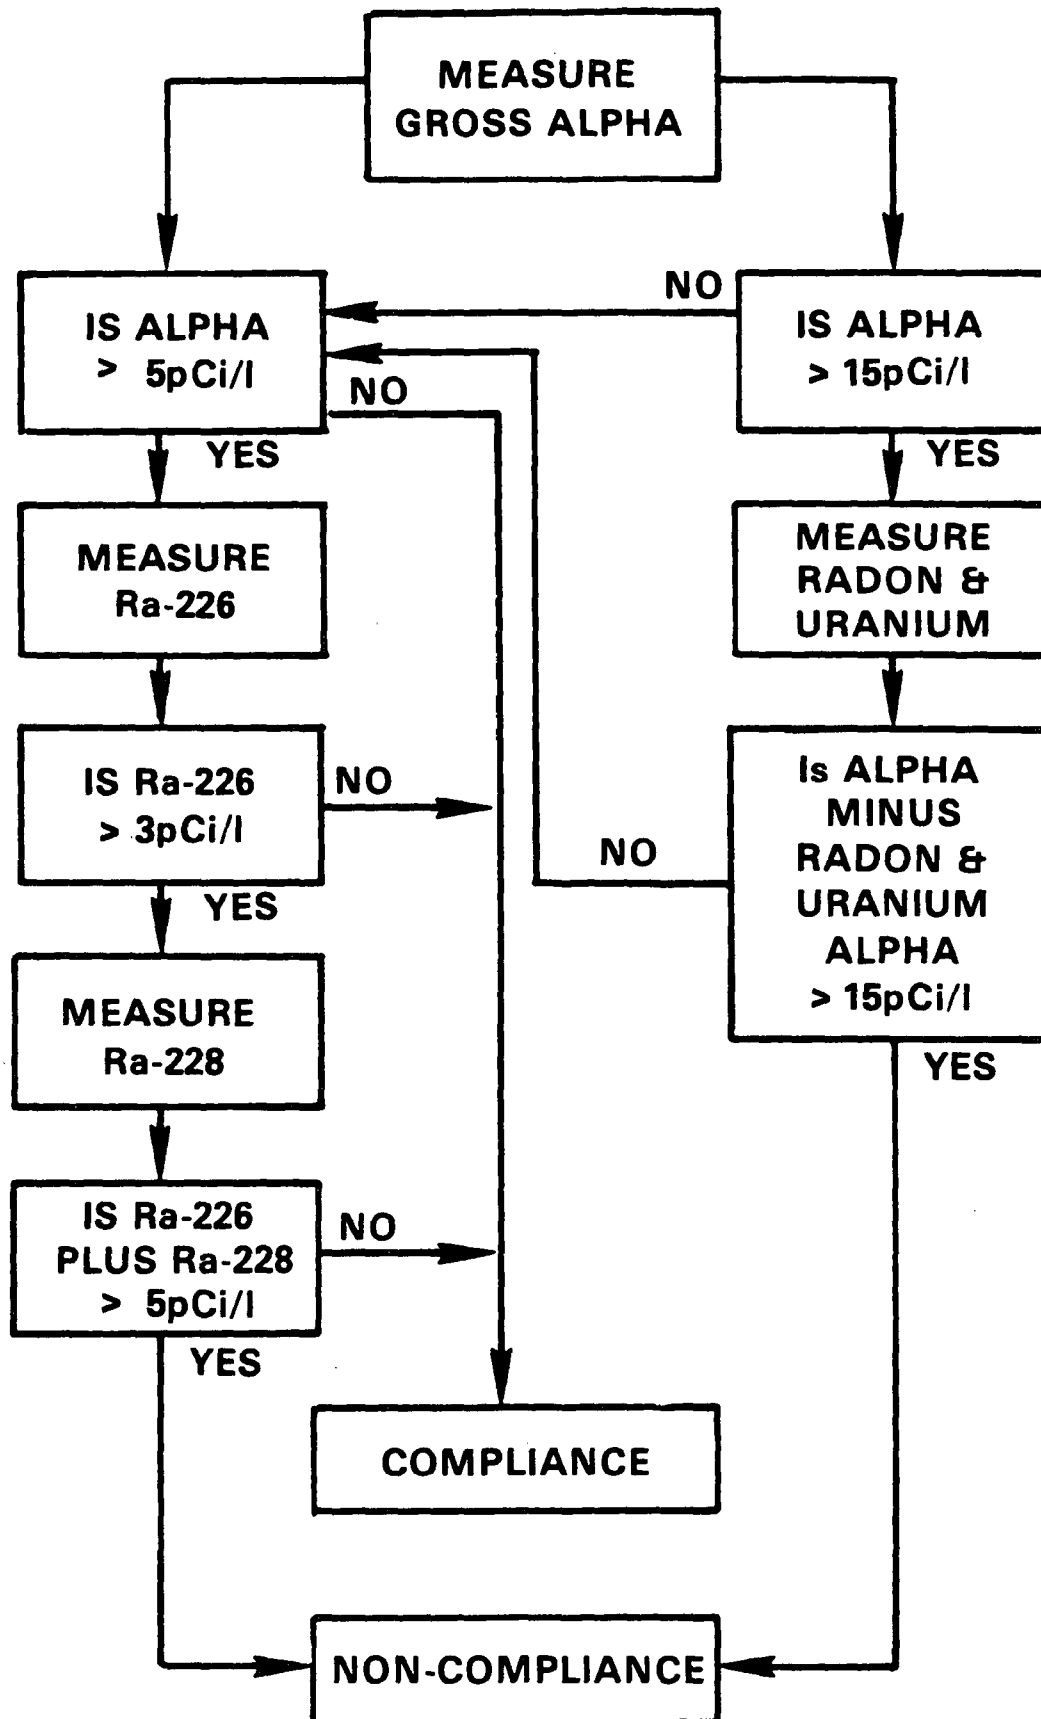 MEASURE
GROSS ALPHA
IS ALPHA
> 5pCi/l
NO
YES
NO
IS ALPHA
> 15pCi/l
YES
MEASURE
Ra-226
MEASURE
RADON &
URANIUM
IS Ra-226
> 3pCi/l
NO
YES
Is ALPHA
MINUS
RADON &
URANIUM
ALPHA
> 15pCi/l
NO
YES
MEASURE
Ra-228
IS Ra-226
PLUS Ra-228
> 5pCi/l
NO
YES
COMPLIANCE
NON-COMPLIANCE